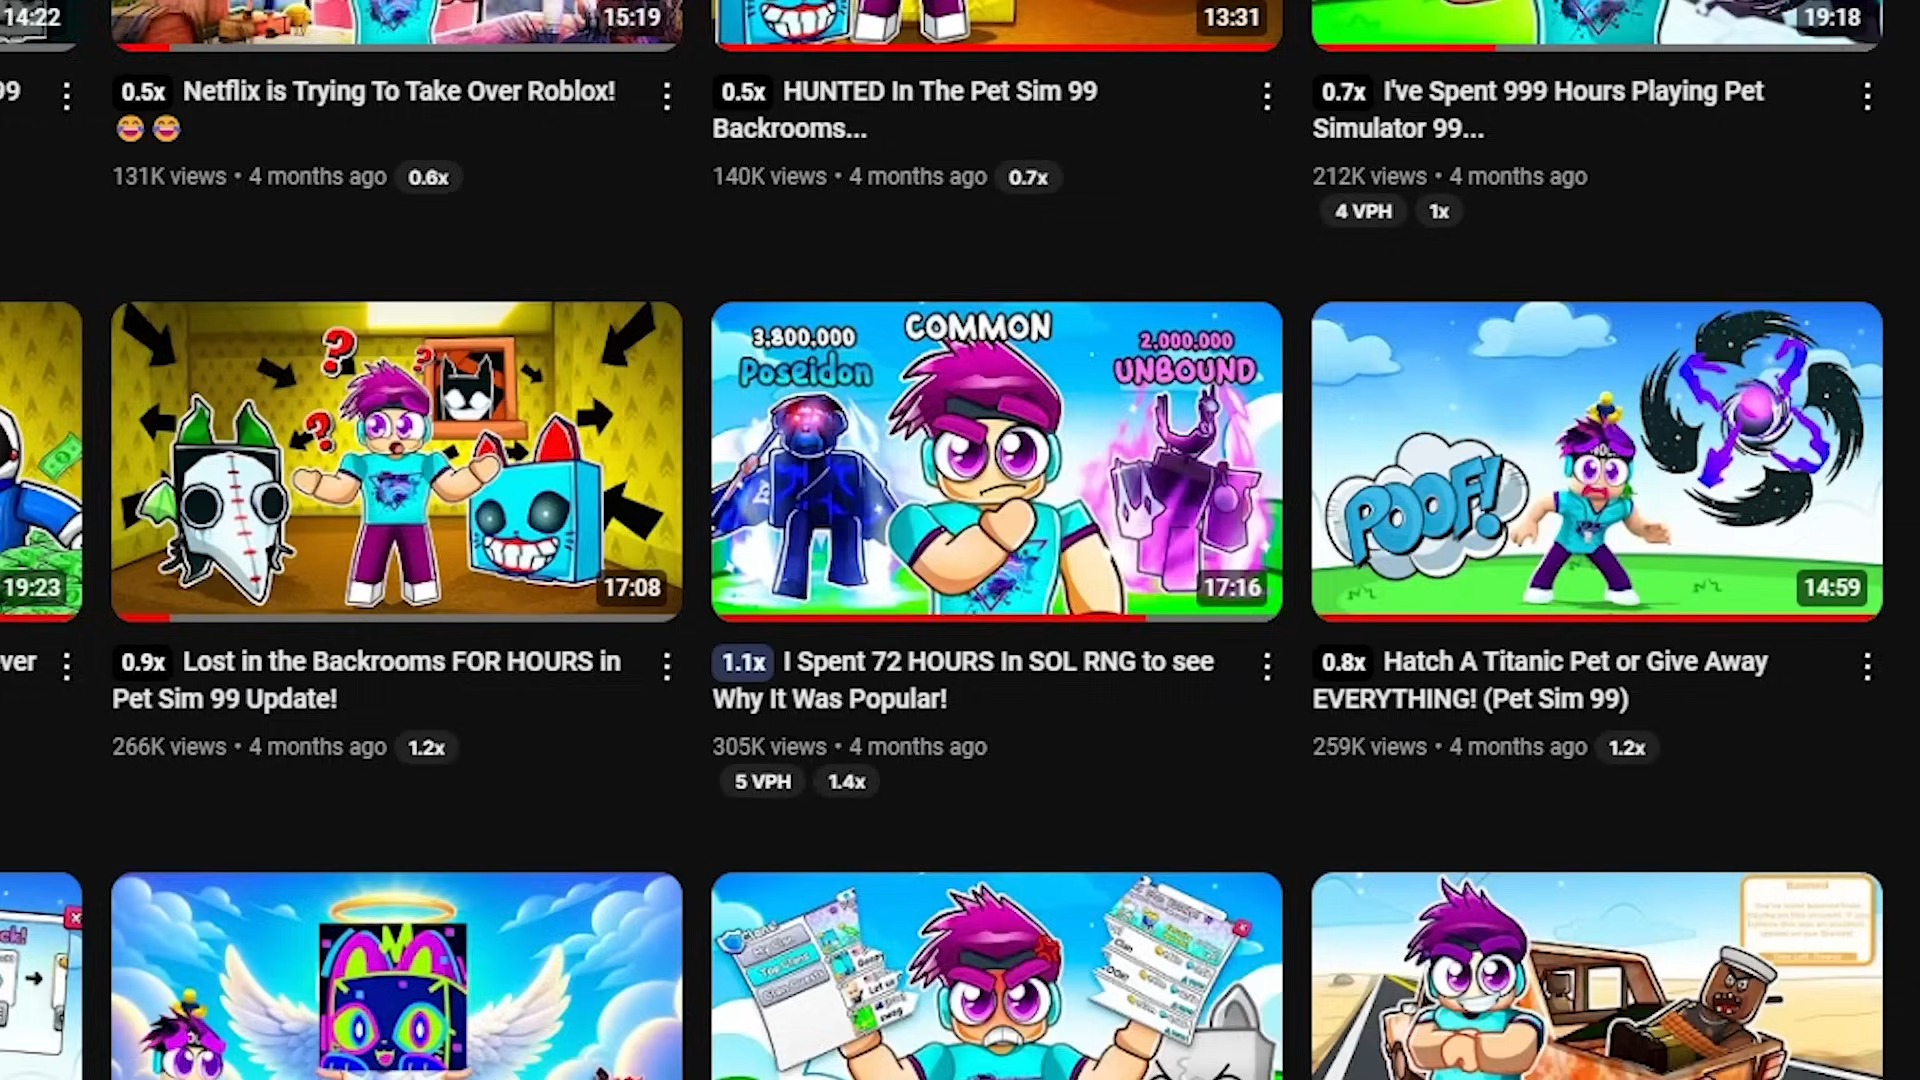 14:22
15:19
13:31
19:18
99
0.5x Netflix is Trying To Take Over Roblox!
😂 😂
131K views • 4 months ago 0.6x
0.5x HUNTED In The Pet Sim 99
Backrooms...
140K views • 4 months ago 0.7x
0.7x I've Spent 999 Hours Playing Pet
Simulator 99...
212K views • 4 months ago
4 VPH 1x
19:23
? ? ?
17:08
3.800.000
Poseidon
COMMON
2.000.000
UNBOUND
17:16
POOF!
14:59
ver
0.9x Lost in the Backrooms FOR HOURS in
Pet Sim 99 Update!
266K views • 4 months ago 1.2x
1.1x I Spent 72 HOURS In SOL RNG to see
Why It Was Popular!
305K views • 4 months ago
5 VPH 1.4x
0.8x Hatch A Titanic Pet or Give Away
EVERYTHING! (Pet Sim 99)
259K views • 4 months ago 1.2x
ck!
Top Clans
Let us
Clan
Banned